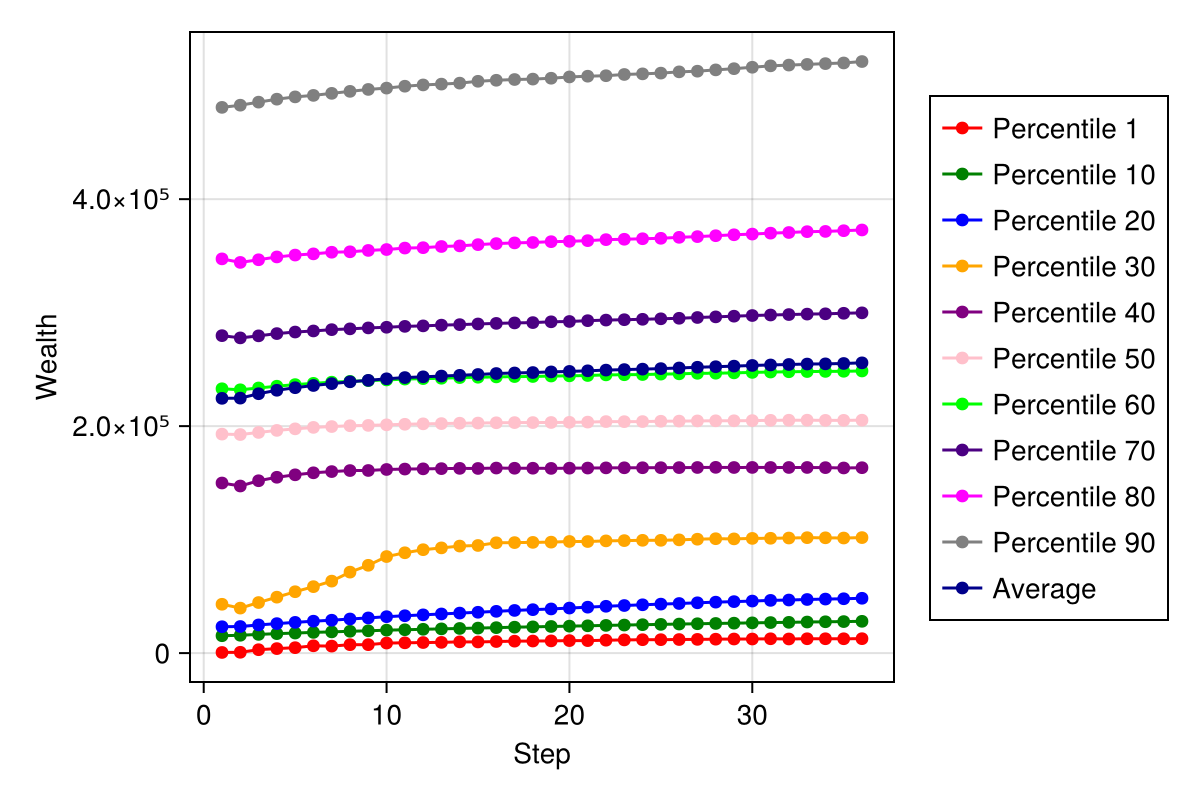 4.0×10⁵
2.0×10⁵
0
Wealth
0 10 20 30
Step
Percentile 1
Percentile 10
Percentile 20
Percentile 30
Percentile 40
Percentile 50
Percentile 60
Percentile 70
Percentile 80
Percentile 90
Average